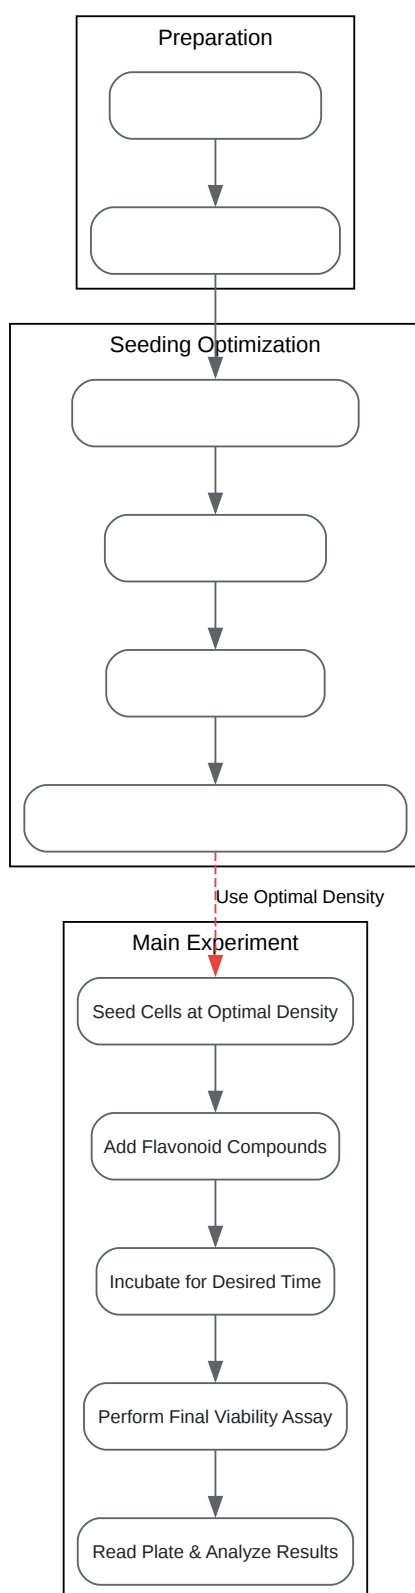 Preparation
Seeding Optimization
Use Optimal Density
Main Experiment
Seed Cells at Optimal Density
Add Flavonoid Compounds
Incubate for Desired Time
Perform Final Viability Assay
Read Plate & Analyze Results